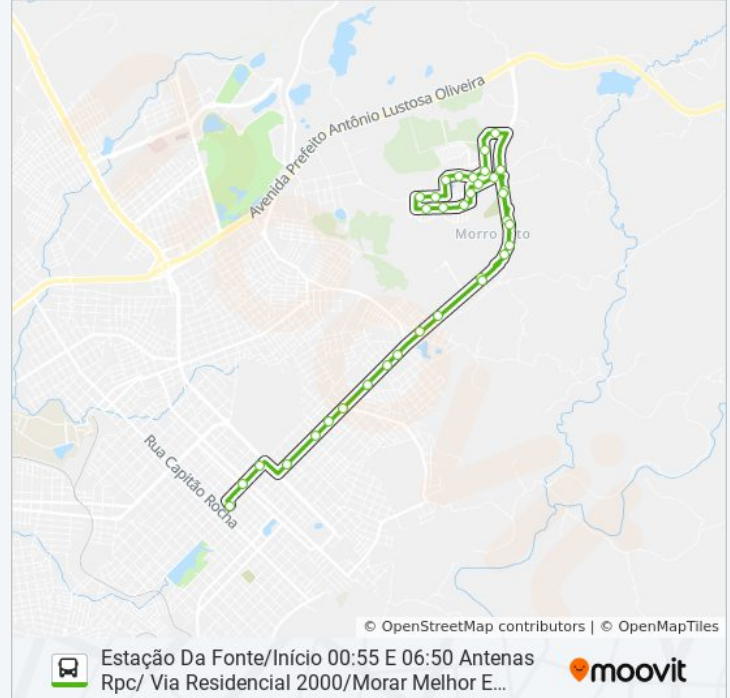 Avenida Prefeito Antônio Lustosa Oliveira
Rua Capitão Rocha
© OpenStreetMap contributors | © OpenMapTiles
Estação Da Fonte/Início 00:55 E 06:50 Antenas
Rpc/ Via Residencial 2000/Morar Melhor E...
moovit